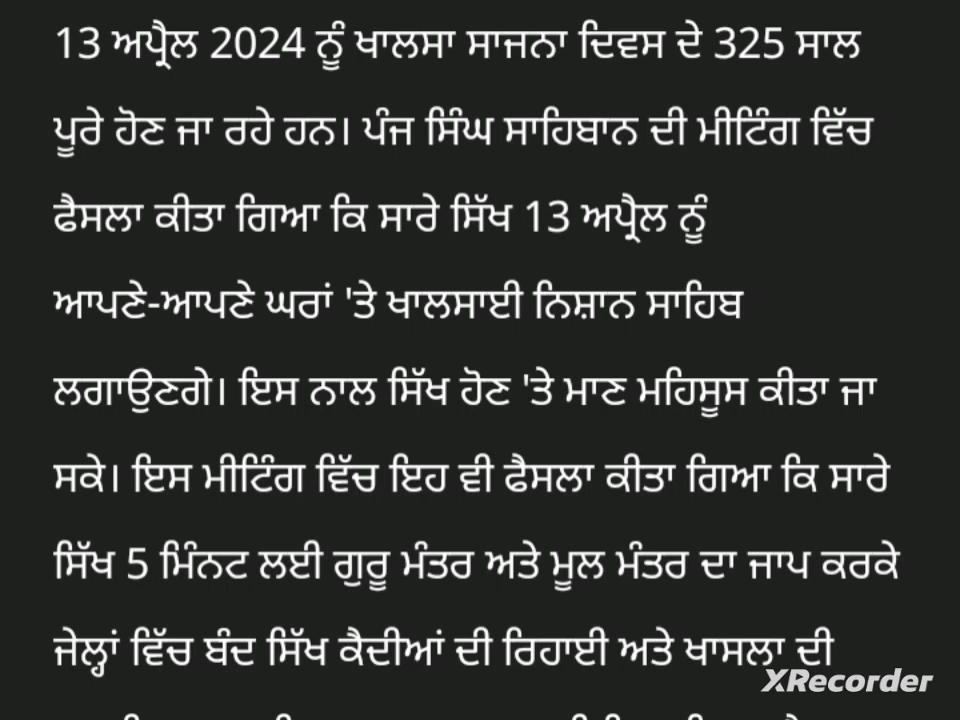 13 ਅਪ੍ਰੈਲ 2024 ਨੂੰ ਖਾਲਸਾ ਸਾਜਨਾ ਦਿਵਸ ਦੇ 325 ਸਾਲ
ਪੂਰੇ ਹੋਣ ਜਾ ਰਹੇ ਹਨ। ਪੰਜ ਸਿੰਘ ਸਾਹਿਬਾਨ ਦੀ ਮੀਟਿੰਗ ਵਿੱਚ
ਫੈਸਲਾ ਕੀਤਾ ਗਿਆ ਕਿ ਸਾਰੇ ਸਿੱਖ 13 ਅਪ੍ਰੈਲ ਨੂੰ
ਆਪਣੇ-ਆਪਣੇ ਘਰਾਂ 'ਤੇ ਖਾਲਸਾਈ ਨਿਸ਼ਾਨ ਸਾਹਿਬ
ਲਗਾਉਣਗੇ। ਇਸ ਨਾਲ ਸਿੱਖ ਹੋਣ 'ਤੇ ਮਾਣ ਮਹਿਸੂਸ ਕੀਤਾ ਜਾ
ਸਕੇ। ਇਸ ਮੀਟਿੰਗ ਵਿੱਚ ਇਹ ਵੀ ਫੈਸਲਾ ਕੀਤਾ ਗਿਆ ਕਿ ਸਾਰੇ
ਸਿੱਖ 5 ਮਿੰਨਟ ਲਈ ਗੁਰੂ ਮੰਤਰ ਅਤੇ ਮੂਲ ਮੰਤਰ ਦਾ ਜਾਪ ਕਰਕੇ
ਜੇਲ੍ਹਾਂ ਵਿੱਚ ਬੰਦ ਸਿੱਖ ਕੈਦੀਆਂ ਦੀ ਰਿਹਾਈ ਅਤੇ ਖਾਸਲਾ ਦੀ
XRecorder